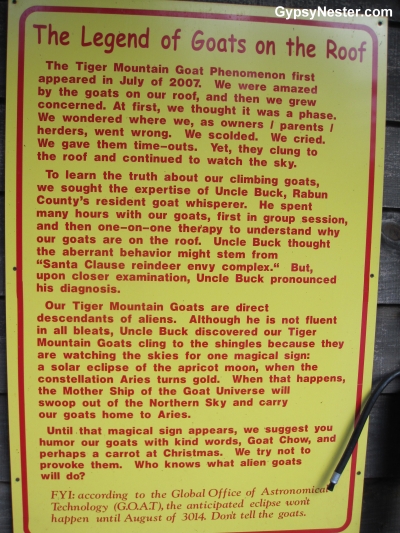 GypsyNester.com
The Legend of Goats on the Roof
The Tiger Mountain Goat Phenomenon first
appeared in July of 2007. We were amazed
by the goats on our roof, and then we grew
concerned. At first, we thought it was a phase.
We wondered where we, as owners / parents /
herders, went wrong. We scolded. We cried.
We gave them time-outs. Yet, they clung to
the roof and continued to watch the sky.
To learn the truth about our climbing goats,
we sought the expertise of Uncle Buck, Rabun
County's resident goat whisperer. He spent
many hours with our goats, first in group session,
and then one-on-one therapy to understand why
our goats are on the roof. Uncle Buck thought
the aberrant behavior might stem from
"Santa Clause reindeer envy complex." But,
upon closer examination, Uncle Buck pronounced
his diagnosis.
Our Tiger Mountain Goats are direct
descendants of aliens. Although he is not fluent
in all bleats, Uncle Buck discovered our Tiger
Mountain Goats cling to the shingles because they
are watching the skies for one magical sign:
a solar eclipse of the apricot moon, when the
constellation Aries turns gold. When that happens,
the Mother Ship of the Goat Universe will
swoop out of the Northern Sky and carry
our goats home to Aries.
Until that magical sign appears, we suggest you
humor our goats with kind words, Goat Chow, and
perhaps a carrot at Christmas. We try not to
provoke them. Who knows what alien goats
will do?
FYI: according to the Global Office of Astronomical
Technology (G.O.A.T), the anticipated eclipse won't
happen until August of 3014. Don't tell the goats.